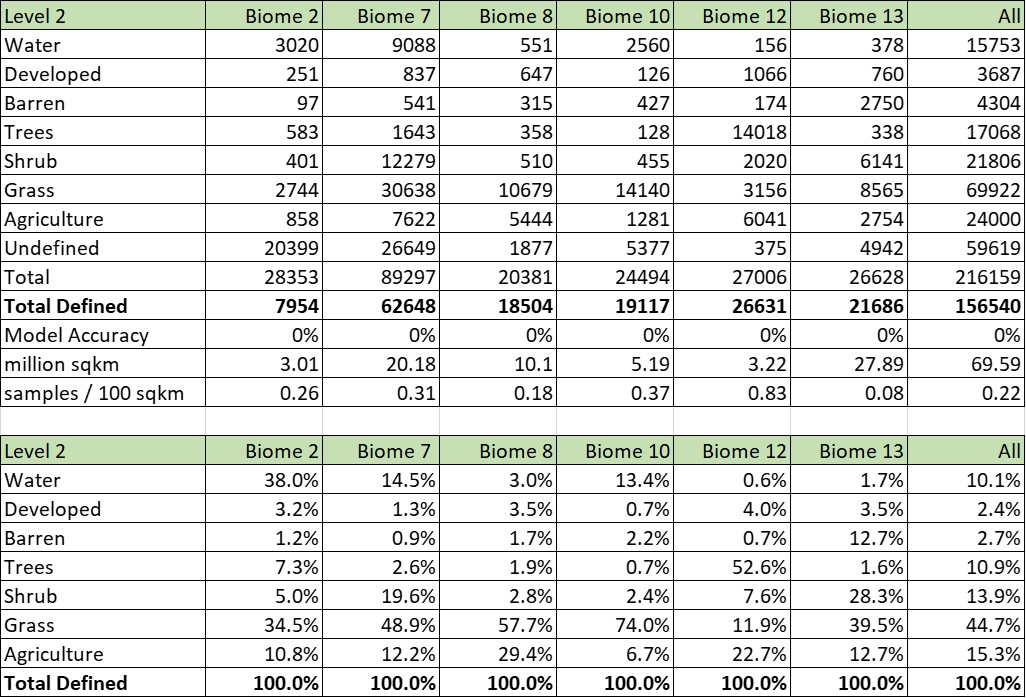 Level 2 Biome 2 Biome 7 Biome 8 Biome 10 Biome 12 Biome 13 All
Water 3020 9088 551 2560 156 378 15753
Developed 251 837 647 126 1066 760 3687
Barren 97 541 315 427 174 2750 4304
Trees 583 1643 358 128 14018 338 17068
Shrub 401 12279 510 455 2020 6141 21806
Grass 2744 30638 10679 14140 3156 8565 69922
Agriculture 858 7622 5444 1281 6041 2754 24000
Undefined 20399 26649 1877 5377 375 4942 59619
Total 28353 89297 20381 24494 27006 26628 216159
Total Defined 7954 62648 18504 19117 26631 21686 156540
Model Accuracy 0% 0% 0% 0% 0% 0% 0%
million sqkm 3.01 20.18 10.1 5.19 3.22 27.89 69.59
samples / 100 sqkm 0.26 0.31 0.18 0.37 0.83 0.08 0.22
Level 2 Biome 2 Biome 7 Biome 8 Biome 10 Biome 12 Biome 13 All
Water 38.0% 14.5% 3.0% 13.4% 0.6% 1.7% 10.1%
Developed 3.2% 1.3% 3.5% 0.7% 4.0% 3.5% 2.4%
Barren 1.2% 0.9% 1.7% 2.2% 0.7% 12.7% 2.7%
Trees 7.3% 2.6% 1.9% 0.7% 52.6% 1.6% 10.9%
Shrub 5.0% 19.6% 2.8% 2.4% 7.6% 28.3% 13.9%
Grass 34.5% 48.9% 57.7% 74.0% 11.9% 39.5% 44.7%
Agriculture 10.8% 12.2% 29.4% 6.7% 22.7% 12.7% 15.3%
Total Defined 100.0% 100.0% 100.0% 100.0% 100.0% 100.0% 100.0%